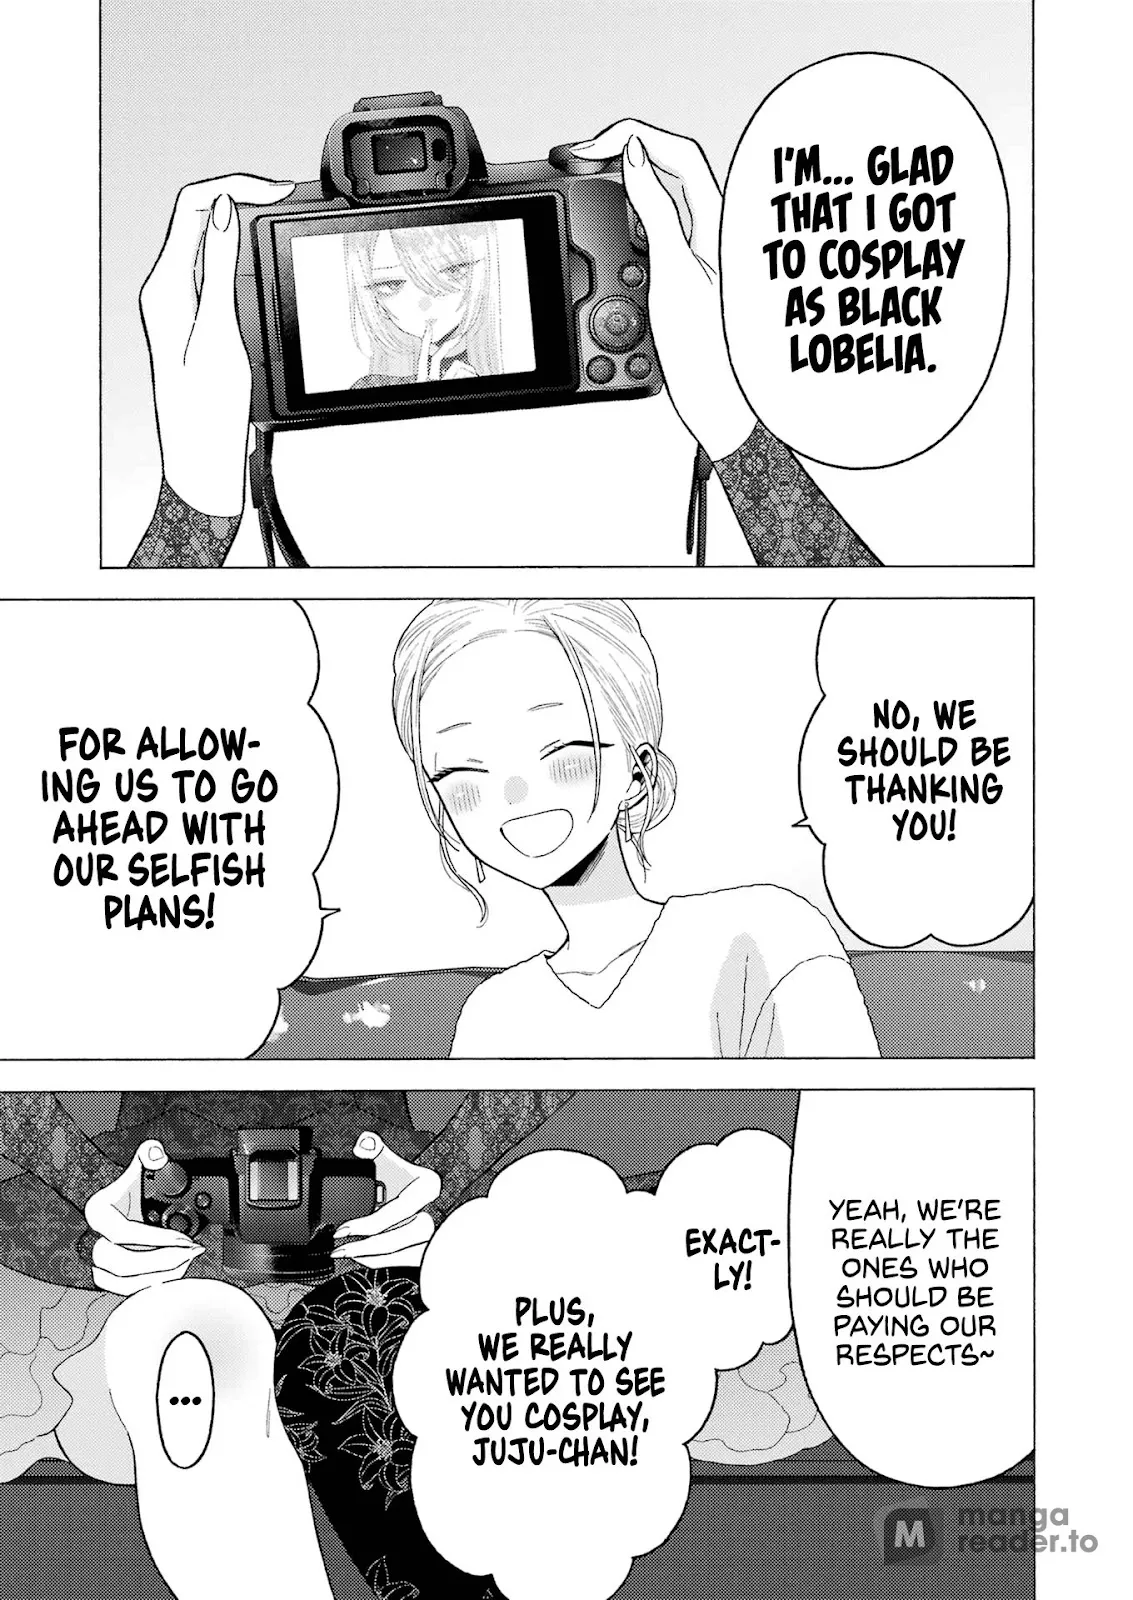 I'M... GLAD
THAT I GOT
TO COSPLAY
AS BLACK
LOBELIA.
NO, WE
SHOULD BE
THANKING
YOU!
FOR ALLOW-
ING US TO GO
AHEAD WITH
OUR SELFISH
PLANS!
YEAH, WE'RE
REALLY THE
ONES WHO
SHOULD BE
PAYING OUR
RESPECTS~
EXACT-
LY!
PLUS,
WE REALLY
WANTED TO SEE
YOU COSPLAY,
JUJU-CHAN!
...
M
manga
reader.to